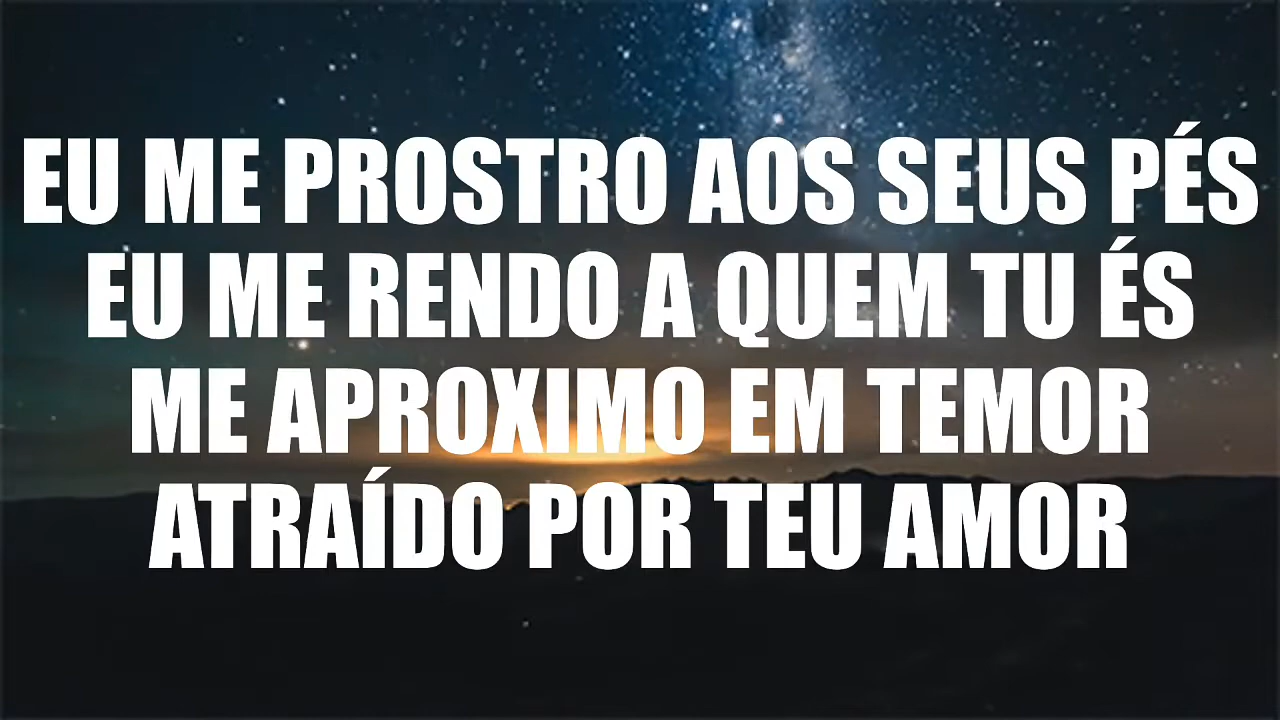 EU ME PROSTRO AOS SEUS PÉS
EU ME RENDO A QUEM TU ÉS
ME APROXIMO EM TEMOR
ATRAÍDO POR TEU AMOR